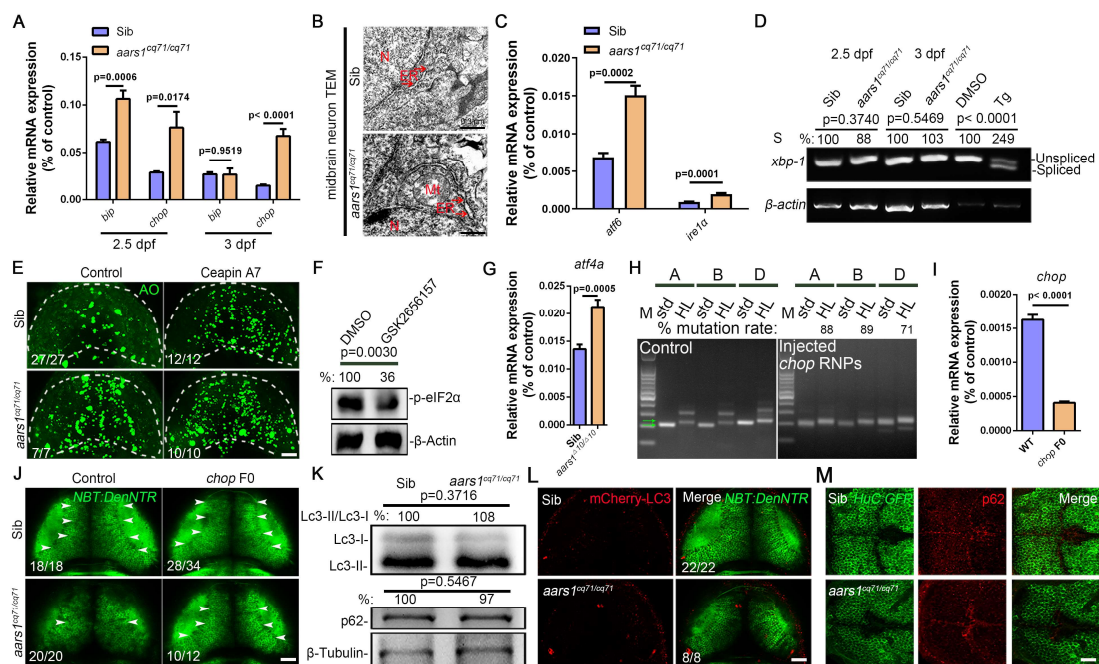 A
Sib
aars1cq71/cq71
Relative mRNA expression
(% of control)
0.15
0.10
0.05
0.00
p=0.0006
p=0.0174
p=0.9519
p< 0.0001
bip
chop
bip
chop
2.5 dpf
3 dpf
B
midbrain neuron TEM
Sib
aars1cq71/cq71
N
ER
Mt
ER
N
C
Sib
aars1cq71/cq71
Relative mRNA expression
(% of control)
0.020
0.015
0.010
0.005
0.000
p=0.0002
p=0.0001
atf6
ire1α
D
2.5 dpf
3 dpf
Sib
aars1cq71/cq71
Sib
aars1cq71/cq71
DMSO
Tg
p=0.3740
p=0.5469
p< 0.0001
S %: 100 88 100 103 100 249
xbp-1
-Unspliced
-Spliced
β-actin
E
Control
Ceapin A7
Sib
AO
27/27
12/12
aars1cq71/cq71
7/7
10/10
F
DMSO
GSK2656157
p=0.0030
%: 100 36
-p-eIF2α
-β-Actin
G
atf4a
Relative mRNA expression
(% of control)
0.025
0.020
0.015
0.010
0.005
0.000
p=0.0005
Sib
aars1Δ10/Δ10
H
A B D A B D
M std HL std HL std HL M std HL std HL std HL
% mutation rate: 88 89 71
Control
Injected
chop RNPs
I
chop
Relative mRNA expression
(% of control)
0.0020
0.0015
0.0010
0.0005
0.0000
p< 0.0001
WT
chop F0
J
Control
chop F0
Sib
NBT:DenNTR
18/18
28/34
aars1cq71/cq71
20/20
10/12
K
Sib
aars1cq71/cq71
p=0.3716
Lc3-II/Lc3-I %: 100 108
Lc3-I-
Lc3-II-
p=0.5467
%: 100 97
p62-
β-Tubulin-
L
Sib
mCherry-LC3
Merge
NBT:DenNTR
22/22
aars1cq71/cq71
8/8
M
Sib
HuC:GFP
p62
Merge
aars1cq71/cq71